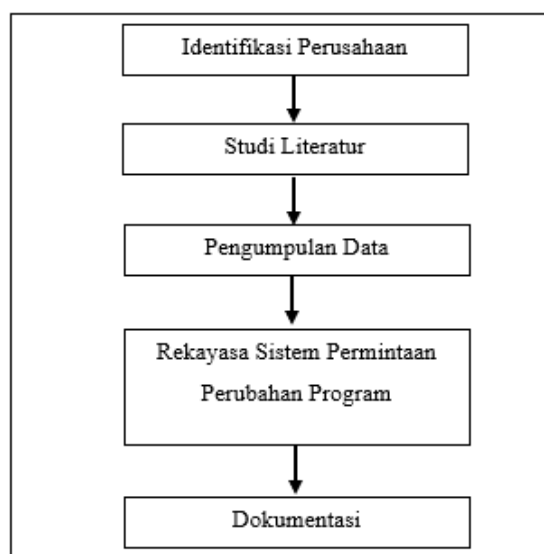 Identifikasi Perusahaan
Studi Literatur
Pengumpulan Data
Rekayasa Sistem Permintaan
Perubahan Program
Dokumentasi